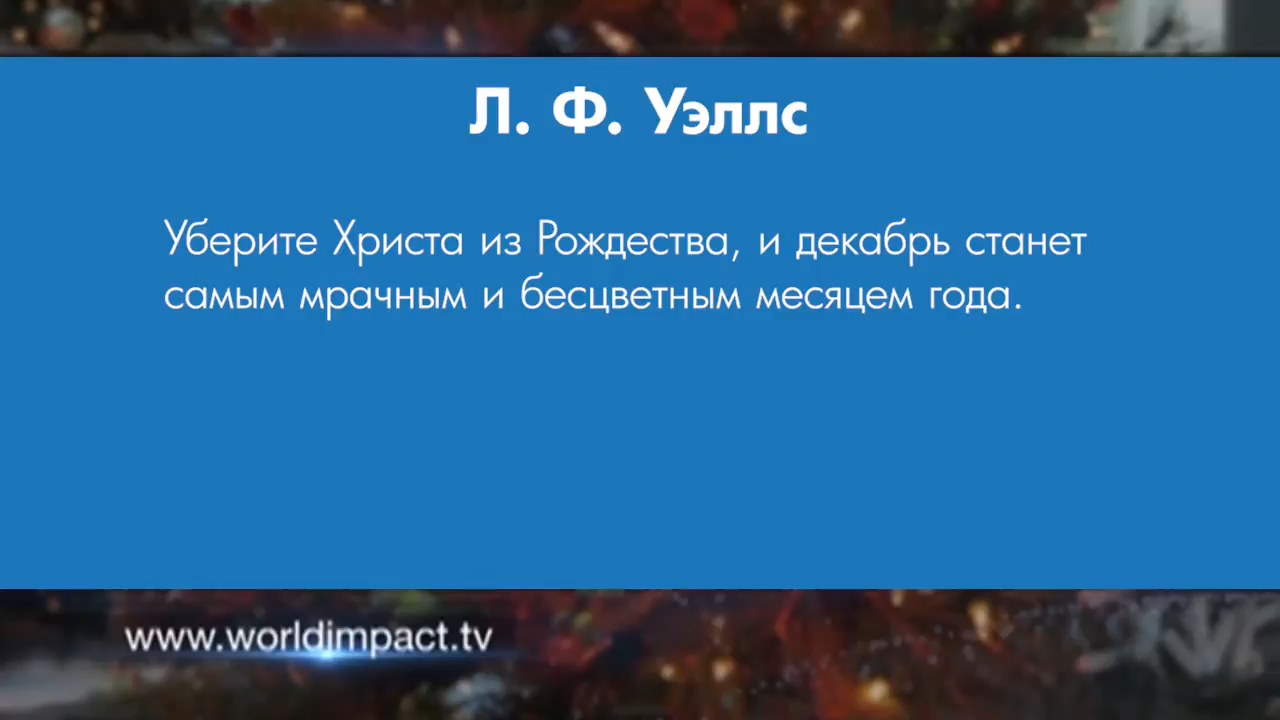 Л. Ф. Уэллс
Уберите Христа из Рождества, и декабрь станет
самым мрачным и бесцветным месяцем года.
www.worldimpact.tv